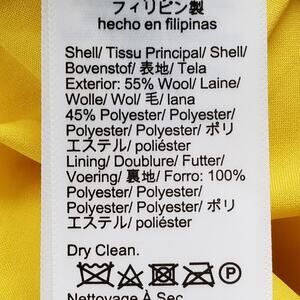 フィリピン製
hecho en filipinas
Shell/ Tissu Principal/ Shell/
Bovenstof/ 表地/ Tela
Exterior: 55% Wool/ Laine/
Wolle/ Wol/ 毛/ lana
45% Polyester/ Polyester/
Polyester/ Polyester/ ポリ
エステル/ poliéster
Lining/ Doublure/ Futter/
Voering/ 裏地/ Forro: 100%
Polyester/ Polyester/
Polyester/ Polyester/ ポリ
エステル/ poliéster
Dry Clean.
P
Nettoyage À Sec